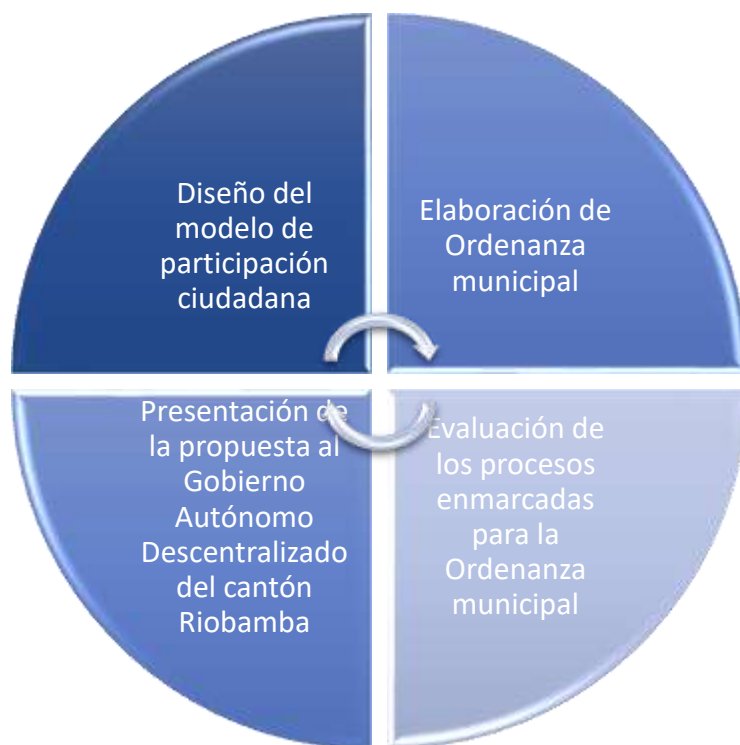 Diseño del
modelo de
participación
ciudadana
Elaboración de
Ordenanza
municipal
Presentación de
la propuesta al
Gobierno
Autónomo
Descentralizado
del cantón
Riobamba
Evaluación de
los procesos
enmarcadas
para la
Ordenanza
municipal